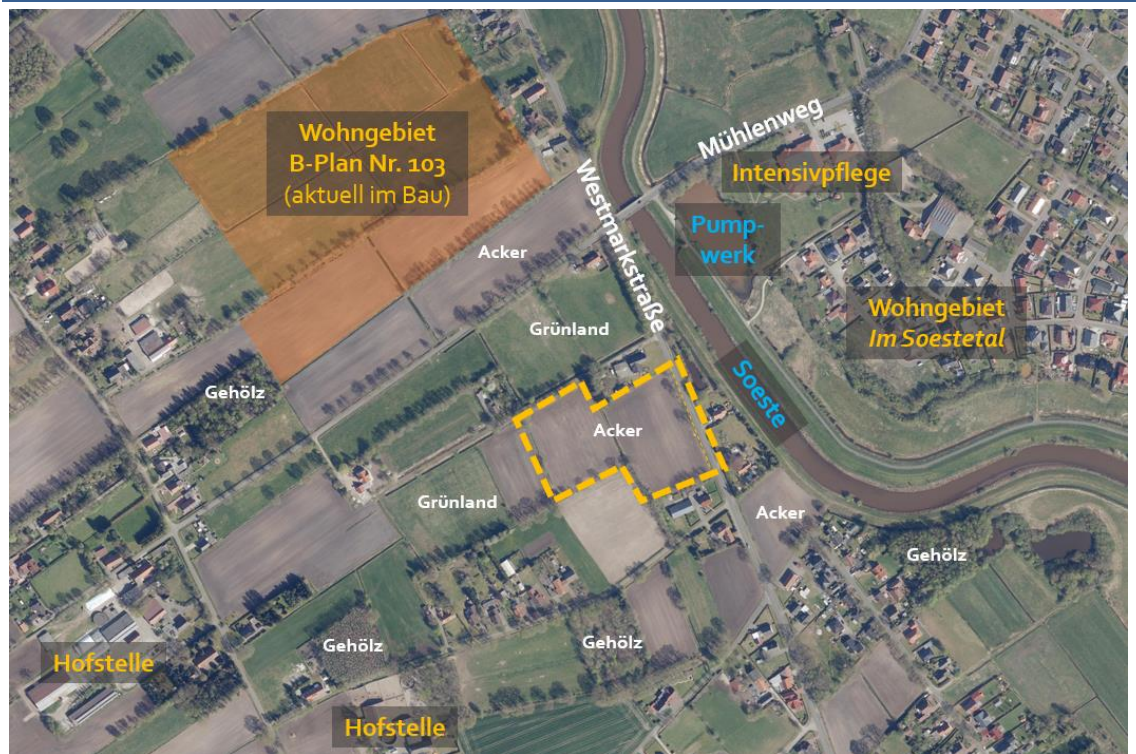 Wohngebiet
B-Plan Nr. 103
(aktuell im Bau)
Mühlenweg
Intensivpflege
Westmarkstraße
Pump-
werk
Acker
Grünland
Wohngebiet
Im Soestetal
Gehölz
Soeste
Acker
Grünland
Acker
Gehölz
Gehölz
Gehölz
Hofstelle
Hofstelle